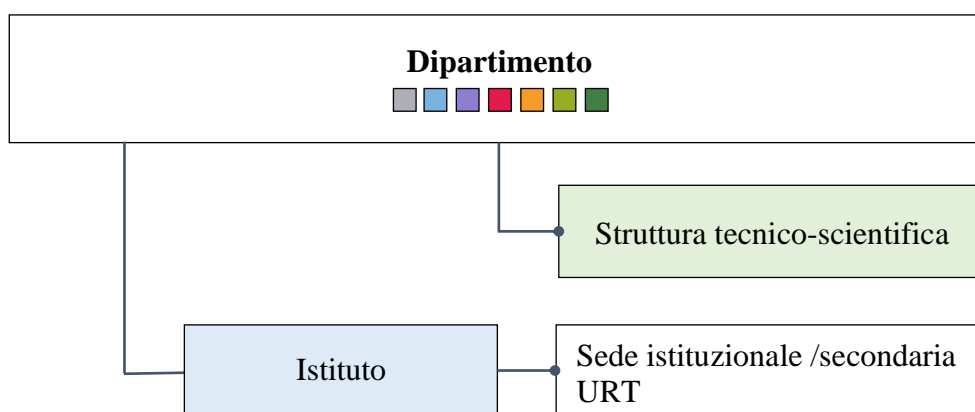 Dipartimento
Struttura tecnico-scientifica
Istituto
Sede istituzionale /secondaria
URT